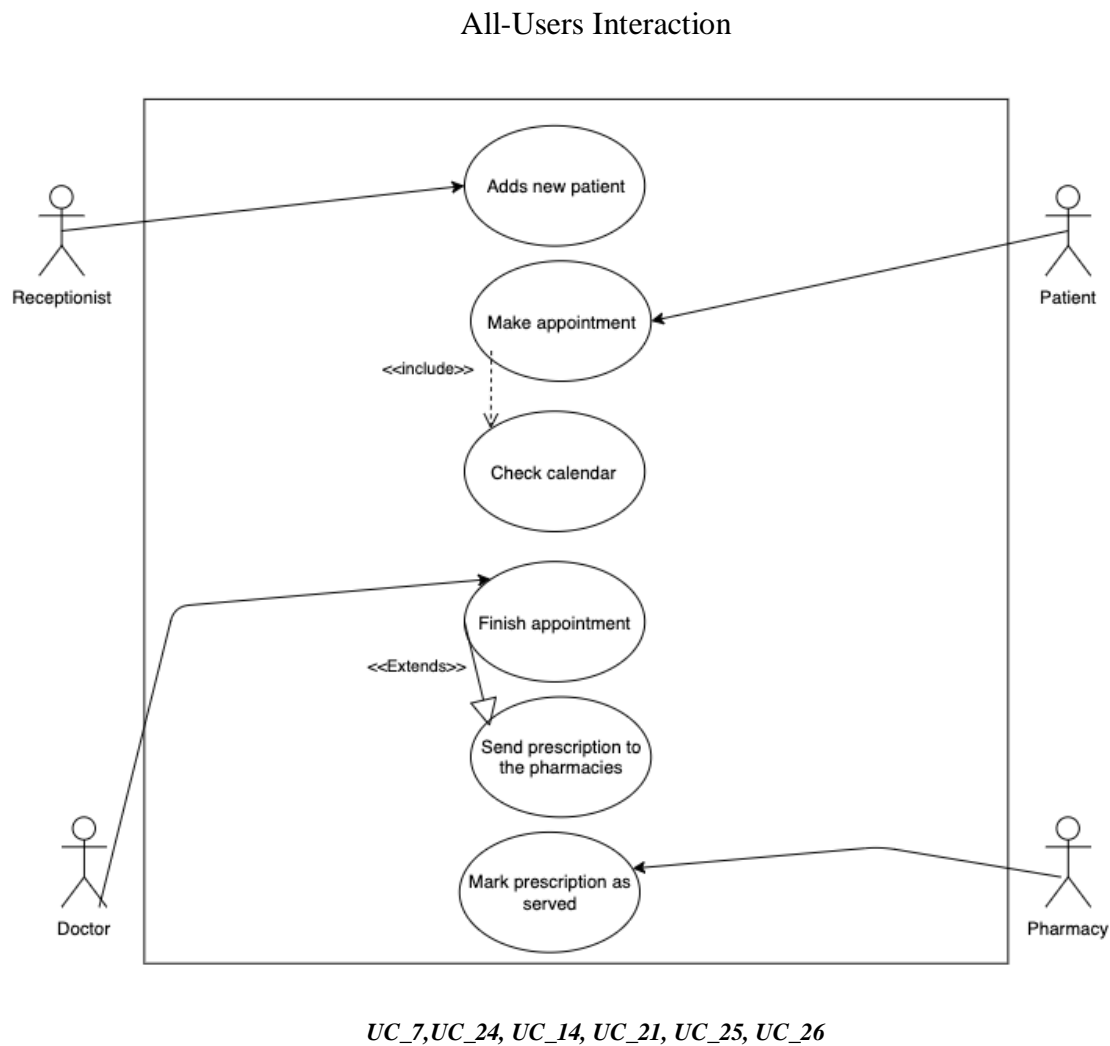 All-Users Interaction
Adds new patient
Receptionist
Patient
Make appointment
<<include>>
Check calendar
Finish appointment
<<Extends>>
Send prescription to
the pharmacies
Mark prescription as
served
Doctor
Pharmacy
UC_7,UC_24, UC_14, UC_21, UC_25, UC_26